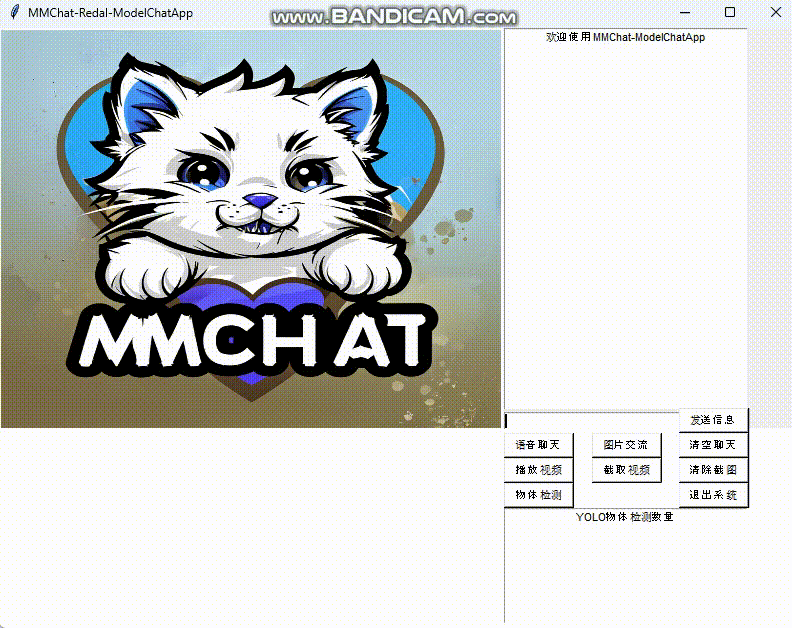 MMChat-Redal-ModelChatApp
www.BANDICAM.com
欢迎使用MMChat-ModelChatApp
MMCHAT
发送信息
语音聊天 图片交流 清空聊天
播放视频 截取视频 清除截图
物体检测 退出系统
YOLO物体检测数量